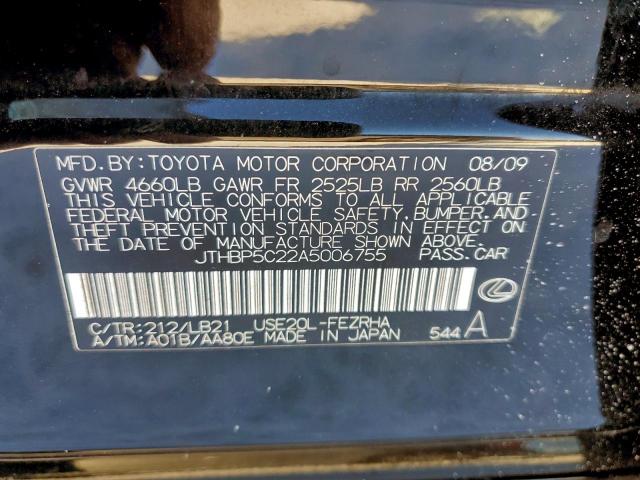 MFD.BY:TOYOTA MOTOR CORPORATION 08/09
GVWR 4660LB GAWR FR 2525LB RR 2560LB
THIS VEHICLE CONFORMS TO ALL APPLICABLE
FEDERAL MOTOR VEHICLE SAFETY, BUMPER, AND
THEFT PREVENTION STANDARDS IN EFFECT ON
THE DATE OF MANUFACTURE SHOWN ABOVE.
JTHBP5C22A5006755 PASS.CAR
C/TR:212/LB21 USE20L-FEZRHA
A/TM:A01B/AA80E MADE IN JAPAN 544A